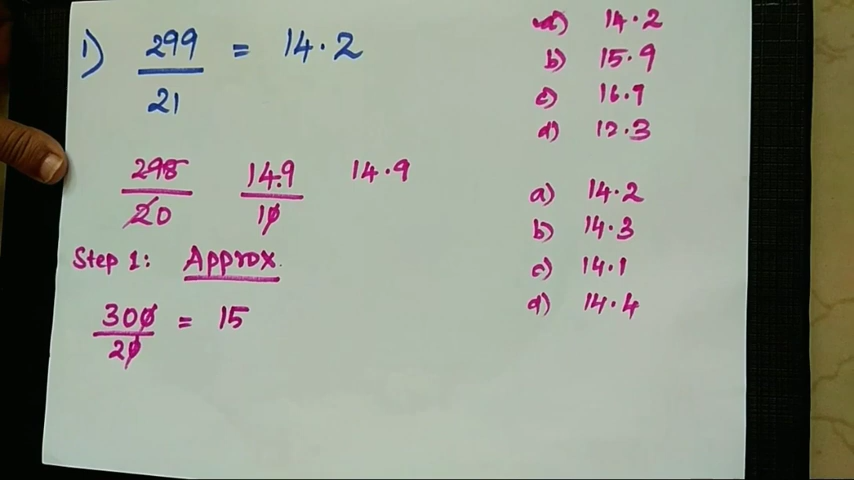 1) 299/21 = 14.2
298/20 14.9/10 14.9
Step 1: Approx.
300/20 = 15
a) 14.2
b) 15.9
c) 16.9
d) 12.3
a) 14.2
b) 14.3
c) 14.1
d) 14.4